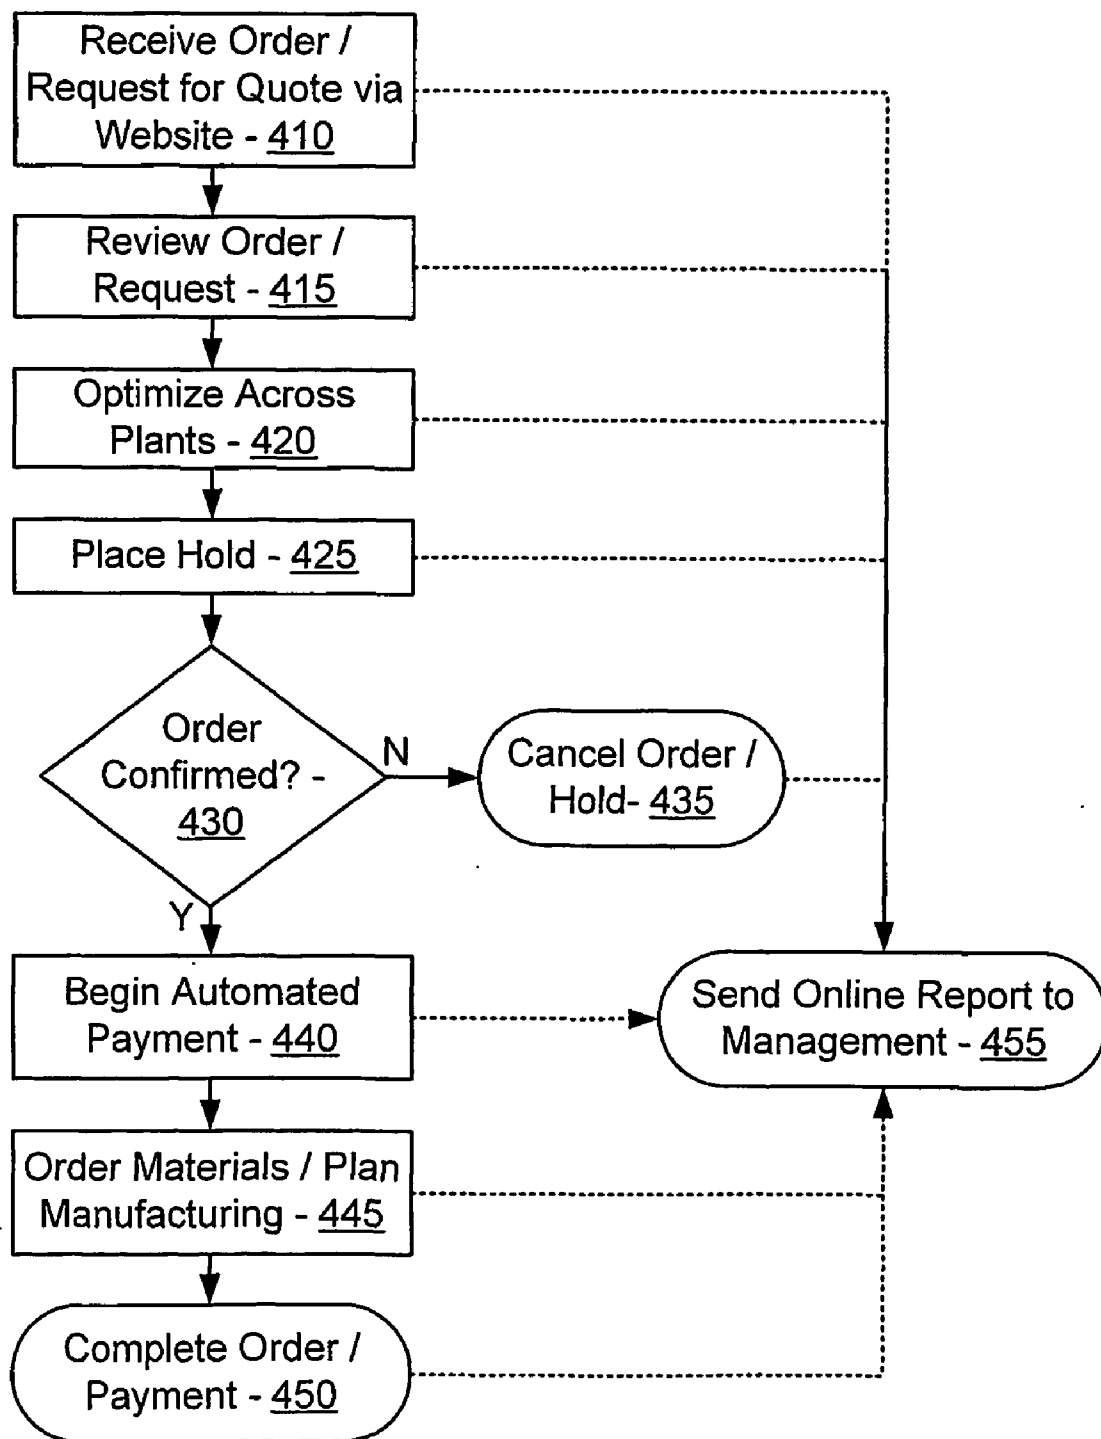 Receive Order /
Request for Quote via
Website - 410
Review Order /
Request - 415
Optimize Across
Plants - 420
Place Hold - 425
Order
Confirmed? -
430
N
Cancel Order /
Hold- 435
Y
Begin Automated
Payment - 440
Send Online Report to
Management - 455
Order Materials / Plan
Manufacturing - 445
Complete Order /
Payment - 450